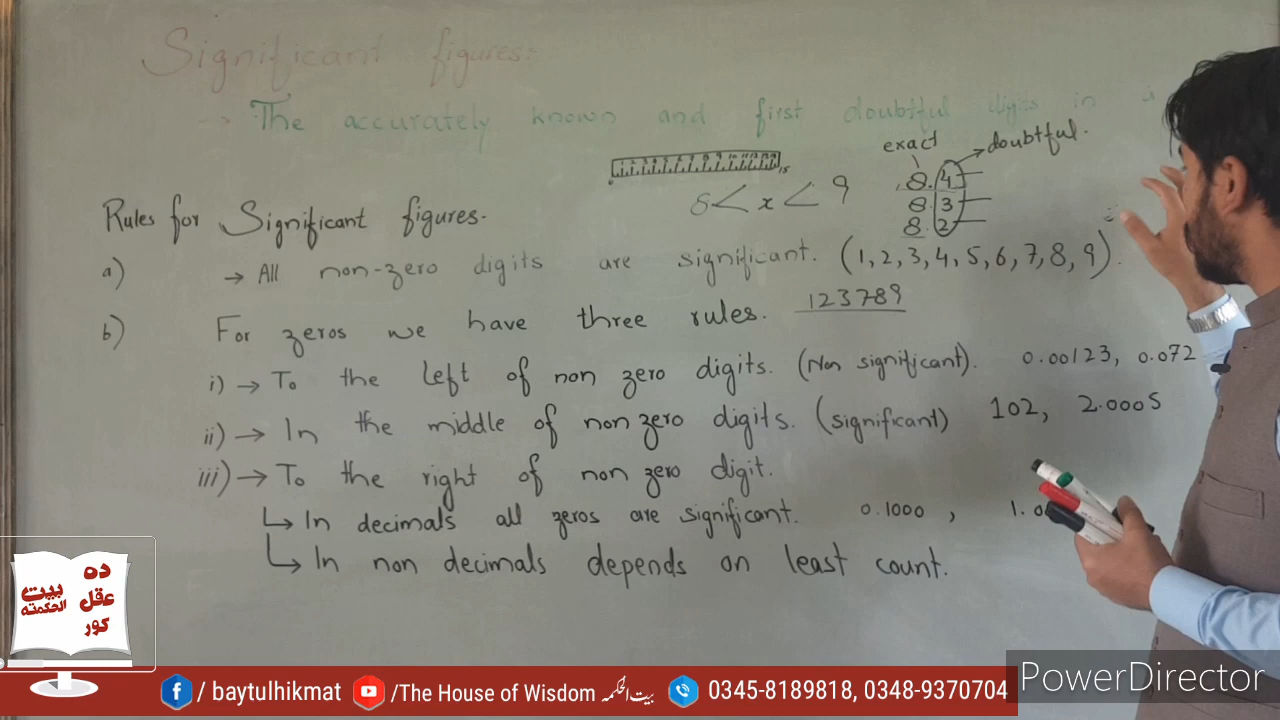 Significant figures:
→ The accurately known and first doubtful digits in a
exact → doubtful.
8.4
8.3
8.2
15
8 < x < 9
Rules for Significant figures.
a) → All non-zero digits are significant. (1, 2, 3, 4, 5, 6, 7, 8, 9).
b) For zeros we have three rules. 123789
i) → To the left of non zero digits. (Non significant). 0.00123, 0.072
ii) → In the middle of non zero digits. (significant) 102, 2.0005
iii) → To the right of non zero digit.
↳ In decimals all zeros are significant. 0.1000 , 1.0
↳ In non decimals depends on least count.
ده
عقل
کور
بیت
الحکمته
/ baytulhikmat
/The House of Wisdom بیت الحکمہ
0345-8189818, 0348-9370704
PowerDirector